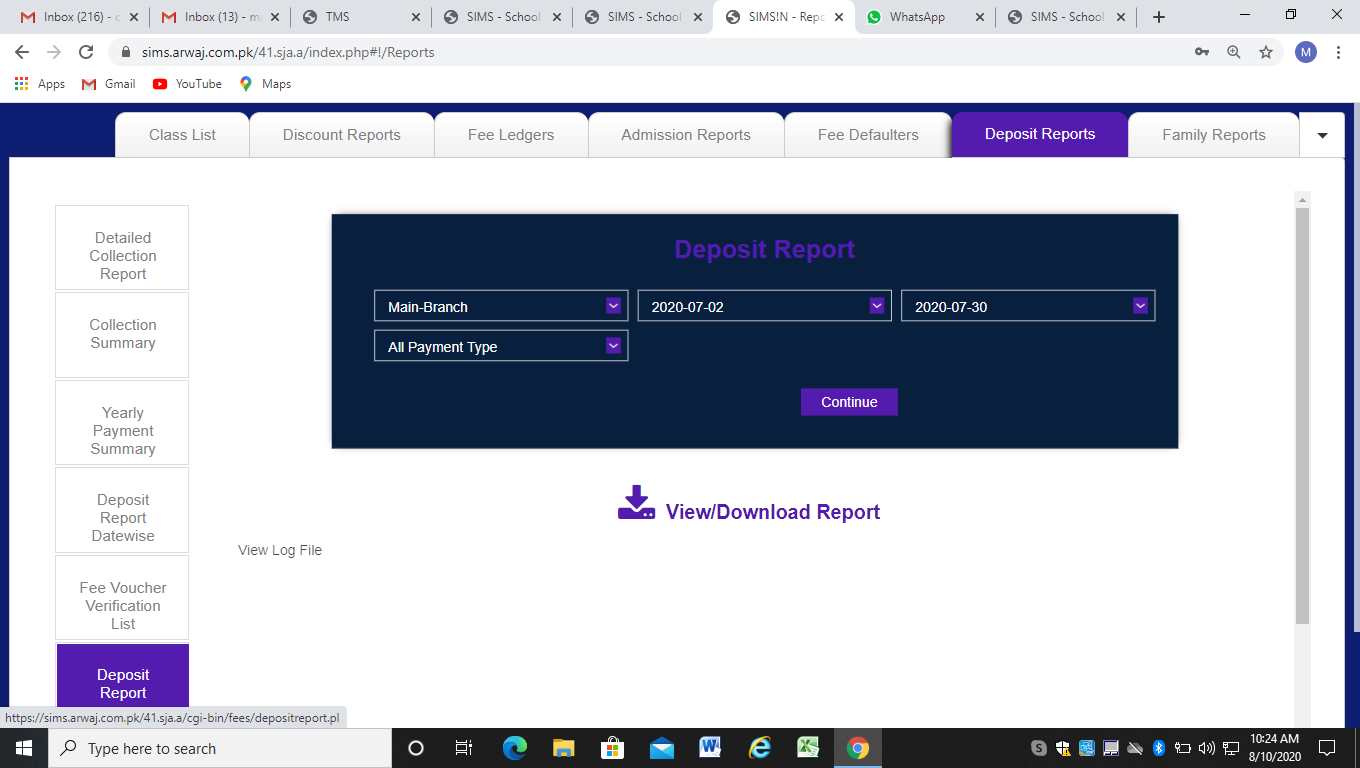 Inbox (216) - c
Inbox (13) - m
TMS
SIMS - School
SIMS - School
SIMS!N - Repo
WhatsApp
SIMS - School
sims.arwaj.com.pk/41.sja.a/index.php#!/Reports
M
Apps
Gmail
YouTube
Maps
Class List
Discount Reports
Fee Ledgers
Admission Reports
Fee Defaulters
Deposit Reports
Family Reports
Detailed
Collection
Report
Collection
Summary
Yearly
Payment
Summary
Deposit
Report
Datewise
Fee Voucher
Verification
List
Deposit
Report
Deposit Report
Main-Branch
2020-07-02
2020-07-30
All Payment Type
Continue
View/Download Report
View Log File
https://sims.arwaj.com.pk/41.sja.a/cgi-bin/fees/depositreport.pl
Type here to search
10:24 AM
8/10/2020